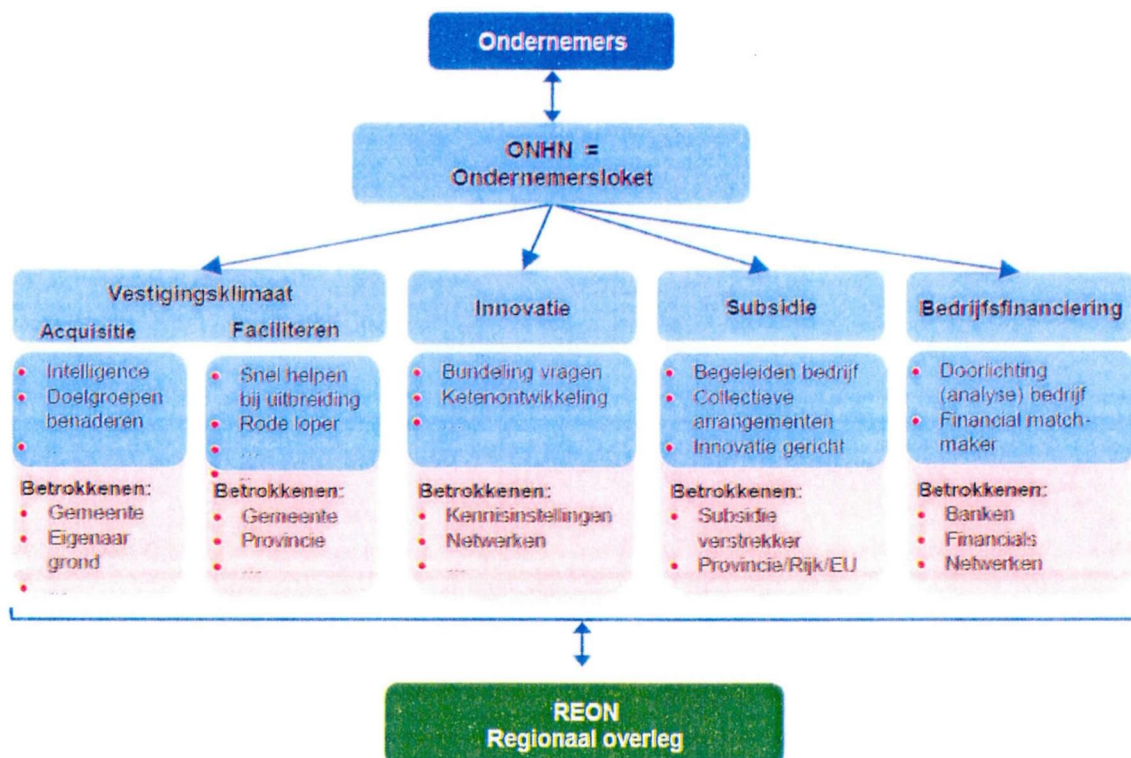 Ondernemers
ONHN =
Ondernemersloket
Vestigingsklimaat
Acquisitie
Faciliteren
Innovatie
Subsidie
Bedrijfsfinanciering
• Intelligence
• Doelgroepen
benaderen
• ...
• Snel helpen
bij uitbreiding
• Rode loper
• ...
• ...
• Bundeling vragen
• Ketenontwikkeling
• ...
• Begeleiden bedrijf
• Collectieve
arrangementen
• Innovatie gericht
• Doorlichting
(analyse) bedrijf
• Financial match-
maker
Betrokkenen:
• Gemeente
• Eigenaar
grond
• ...
Betrokkenen:
• Gemeente
• Provincie
• ...
Betrokkenen:
• Kennisinstellingen
• Netwerken
• ...
Betrokkenen:
• Subsidie
verstrekker
• Provincie/Rijk/EU
Betrokkenen:
• Banken
• Financials
• Netwerken
REON
Regionaal overleg